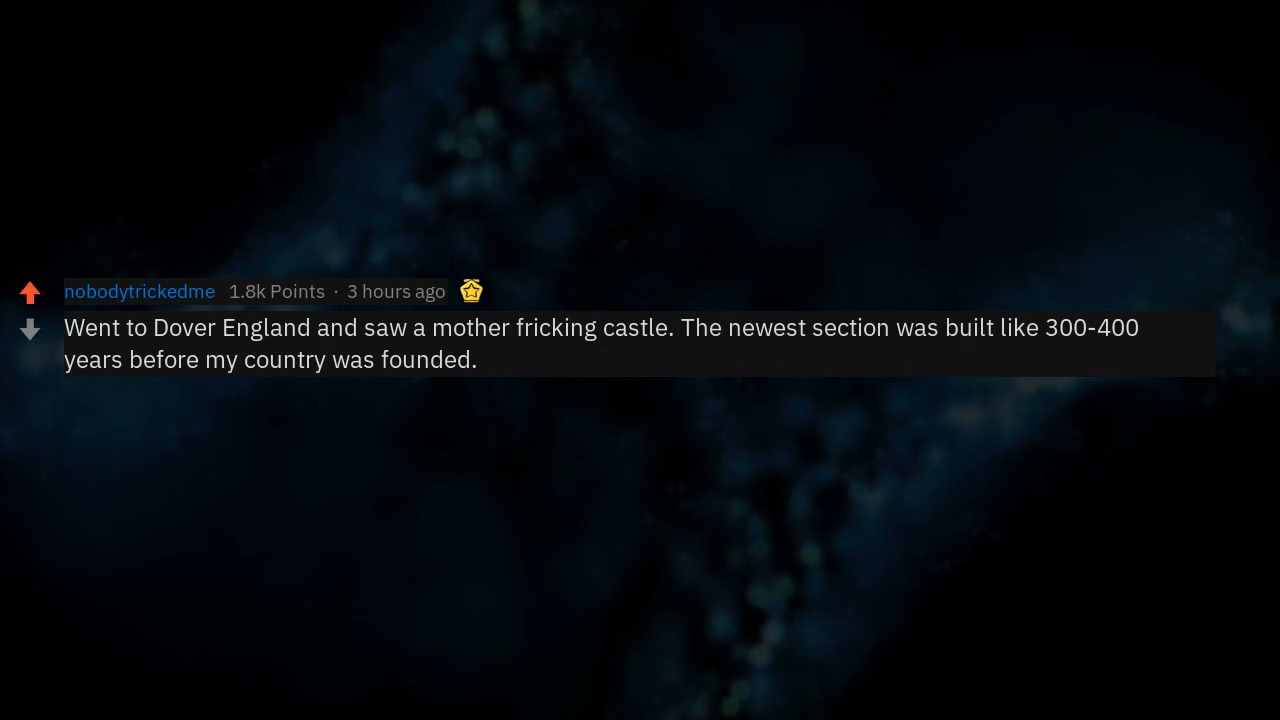 nobodytrickedme 1.8k Points · 3 hours ago
Went to Dover England and saw a mother fricking castle. The newest section was built like 300-400
years before my country was founded.